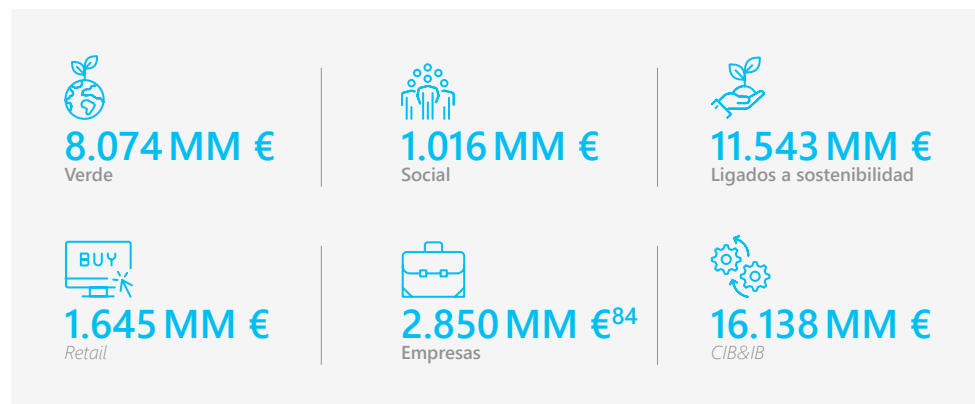 8.074 MM €
Verde
1.016 MM €
Social
11.543 MM €
Ligados a sostenibilidad
BUY
1.645 MM €
Retail
2.850 MM €84
Empresas
16.138 MM €
CIB&IB